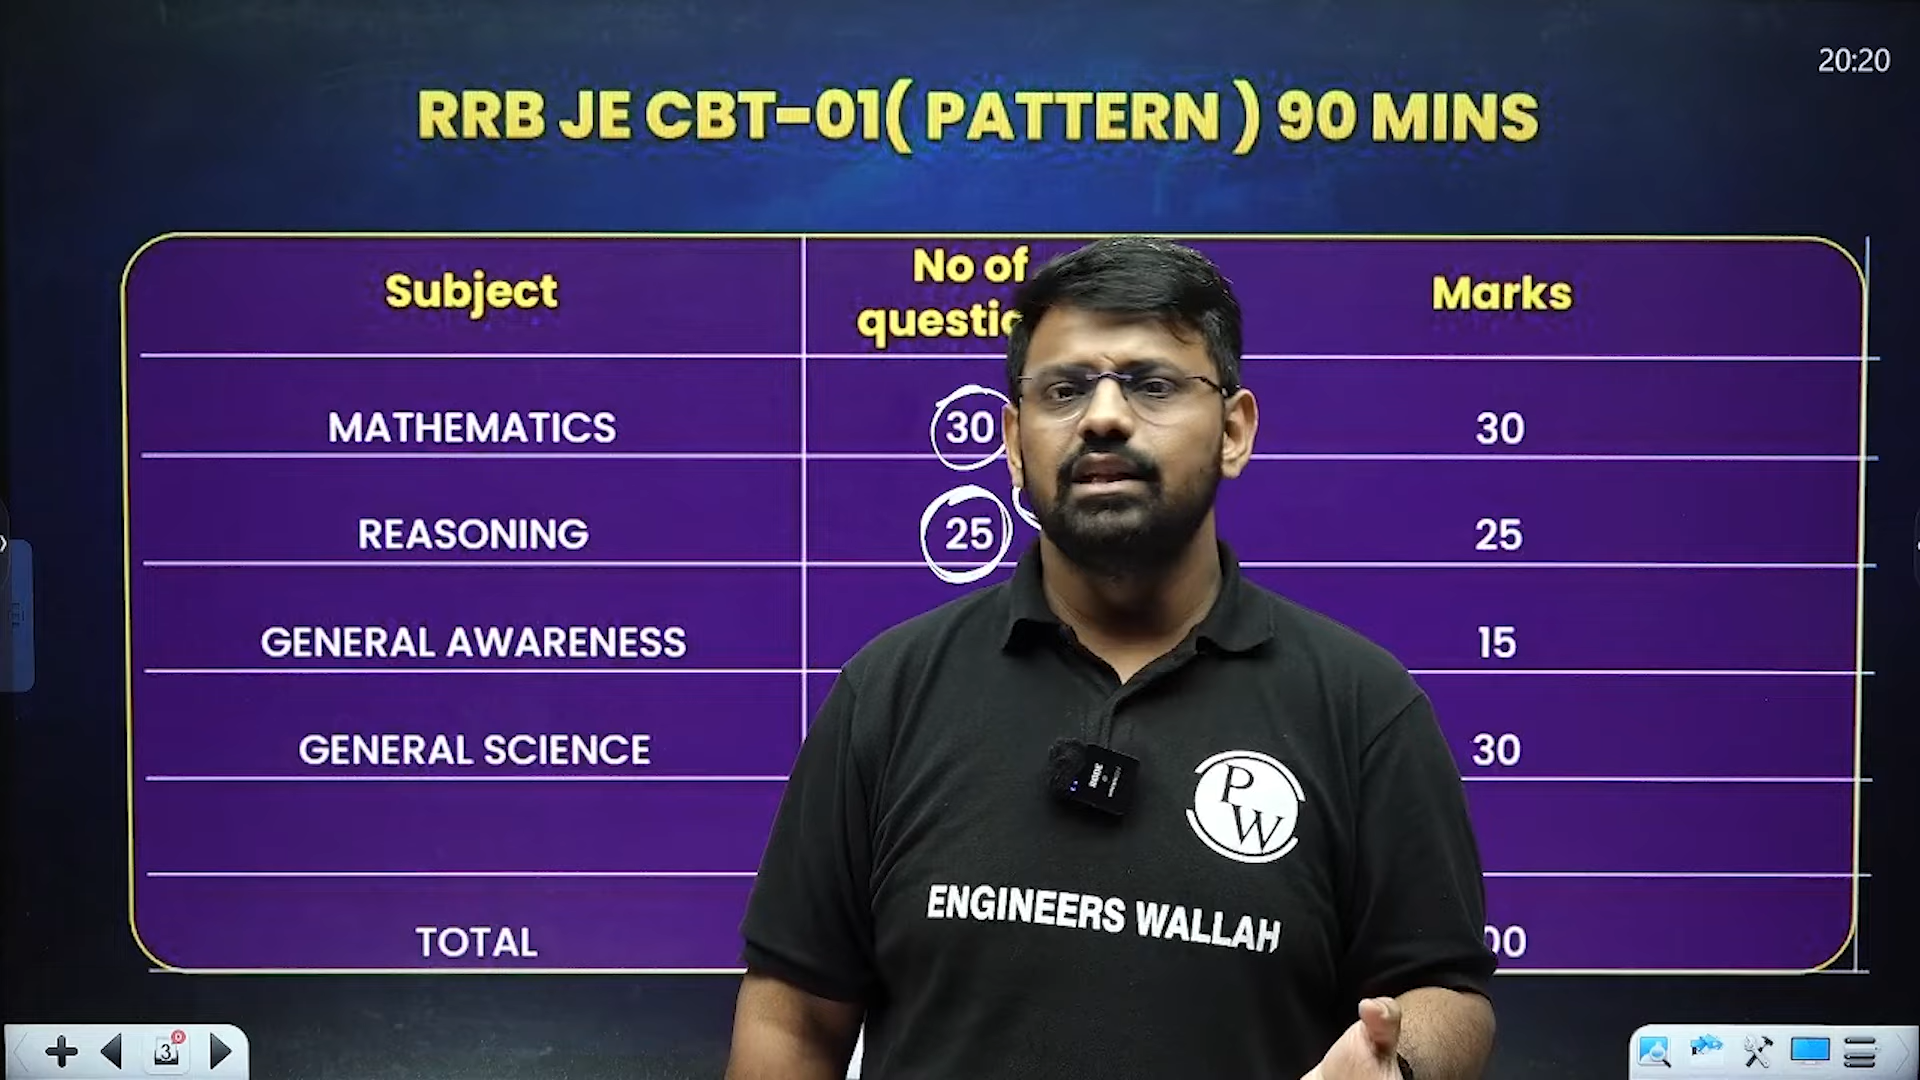 20:20
RRB JE CBT-01( PATTERN ) 90 MINS
Subject
No of
Marks
MATHEMATICS 30 30
REASONING 25 25
GENERAL AWARENESS 15
GENERAL SCIENCE 30
TOTAL
3
PW
ENGINEERS WALLAH